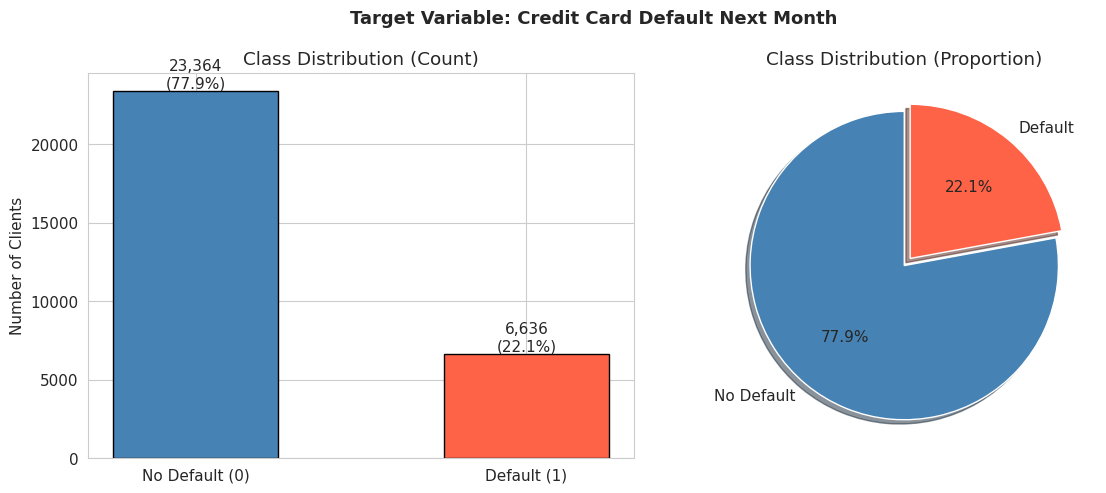 Target Variable: Credit Card Default Next Month
Class Distribution (Count)
23,364
(77.9%)
6,636
(22.1%)
Number of Clients
20000
15000
10000
5000
0
No Default (0)
Default (1)
Class Distribution (Proportion)
Default
22.1%
77.9%
No Default